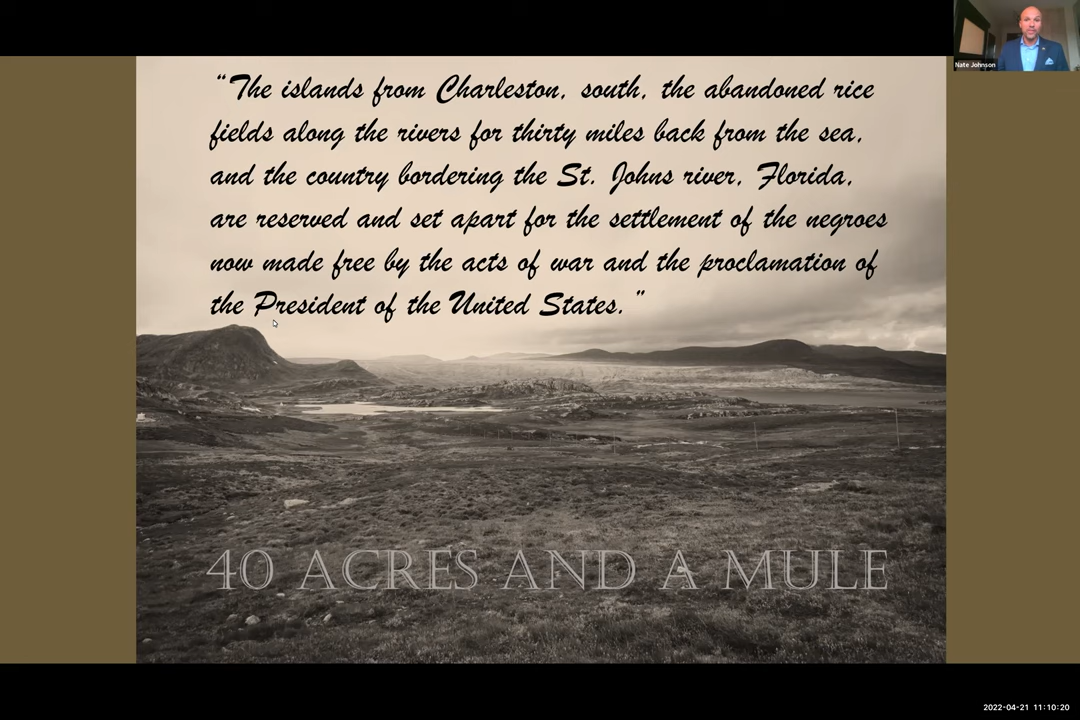 Nate Johnson
“The islands from Charleston, south, the abandoned rice
fields along the rivers for thirty miles back from the sea,
and the country bordering the St. Johns river, Florida,
are reserved and set apart for the settlement of the negroes
now made free by the acts of war and the proclamation of
the President of the United States.”
40 ACRES AND A MULE
2022-04-21 11:10:20